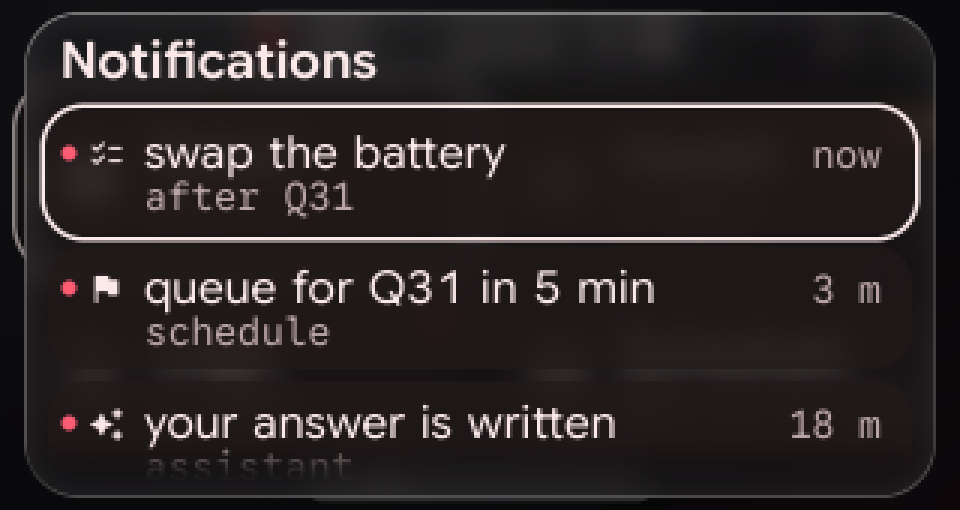 Notifications
swap the battery now
after Q31
queue for Q31 in 5 min 3 m
schedule
your answer is written 18 m
assistant